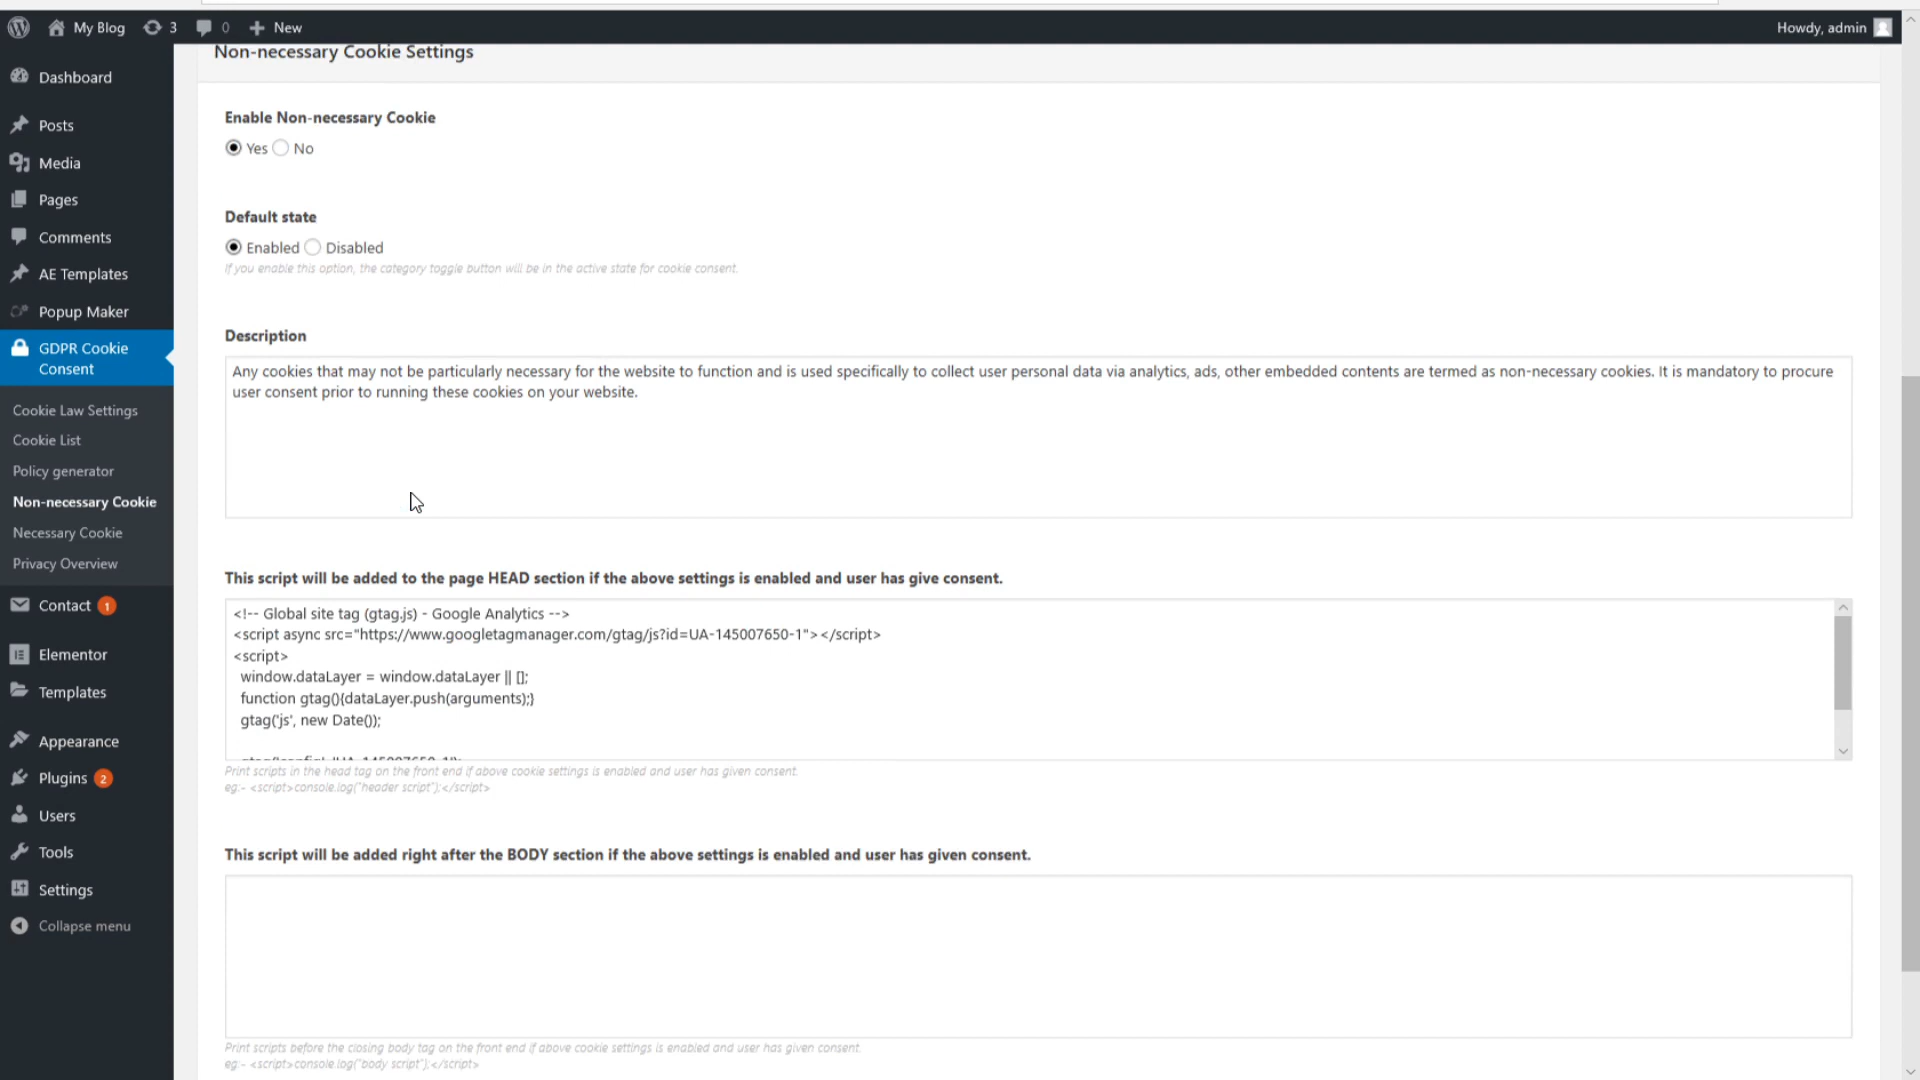 My Blog 3 0 New Howdy, admin
Non-necessary Cookie Settings
Dashboard
Posts
Media
Pages
Comments
AE Templates
Popup Maker
GDPR Cookie
Consent
Cookie Law Settings
Cookie List
Policy generator
Non-necessary Cookie
Necessary Cookie
Privacy Overview
Contact 1
Elementor
Templates
Appearance
Plugins 2
Users
Tools
Settings
Collapse menu
Enable Non-necessary Cookie
Yes No
Default state
Enabled Disabled
If you enable this option, the category toggle button will be in the active state for cookie consent.
Description
Any cookies that may not be particularly necessary for the website to function and is used specifically to collect user personal data via analytics, ads, other embedded contents are termed as non-necessary cookies. It is mandatory to procure
user consent prior to running these cookies on your website.
This script will be added to the page HEAD section if the above settings is enabled and user has give consent.
<!-- Global site tag (gtag.js) - Google Analytics -->
<script async src="https://www.googletagmanager.com/gtag/js?id=UA-145007650-1"></script>
<script>
window.dataLayer = window.dataLayer || [];
function gtag(){dataLayer.push(arguments);}
gtag('js', new Date());
gtag('config', 'UA-145007650-1');
Print scripts in the head tag on the front end if above cookie settings is enabled and user has given consent.
eg:- <script>console.log("header script");</script>
This script will be added right after the BODY section if the above settings is enabled and user has given consent.
Print scripts before the closing body tag on the front end if above cookie settings is enabled and user has given consent.
eg:- <script>console.log("body script");</script>